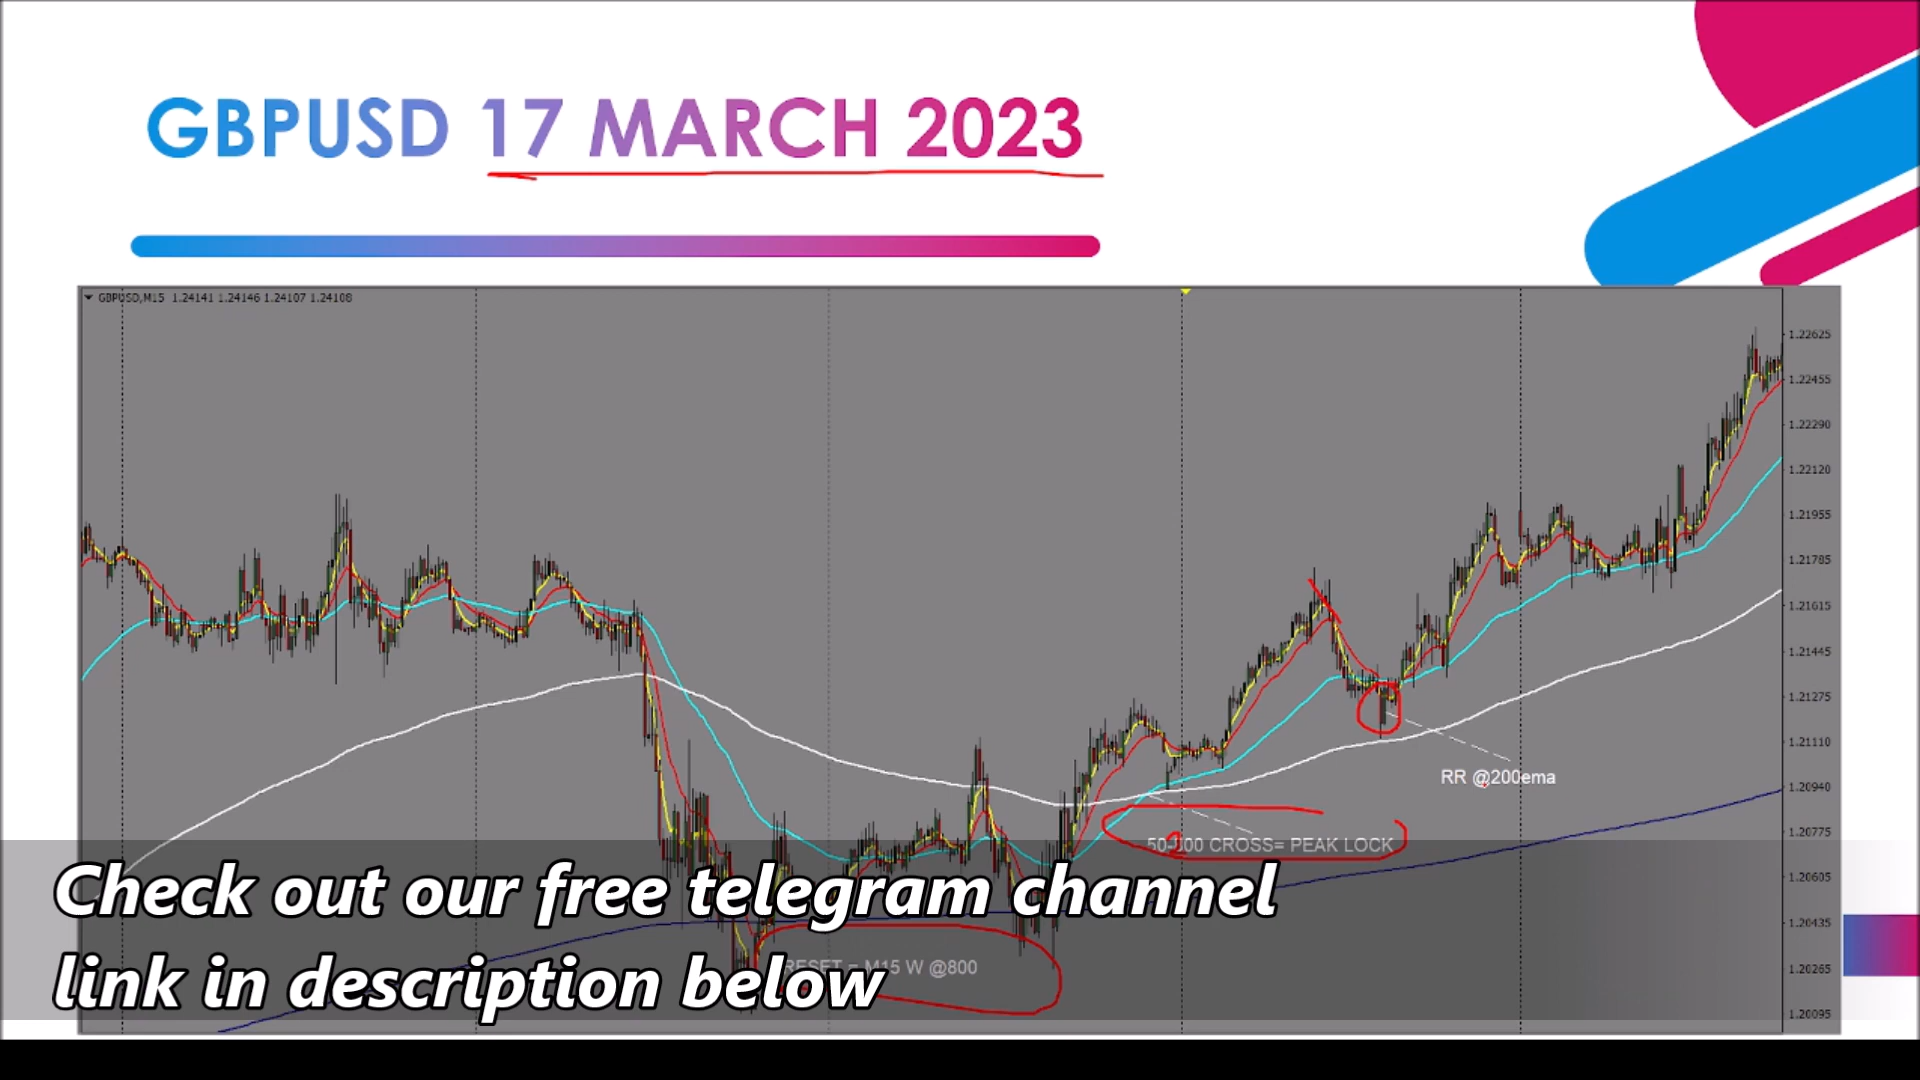 GBPUSD 17 MARCH 2023
GBPUSD,M15 1.24141 1.24146 1.24107 1.24108
1.22625
1.22455
1.22290
1.22120
1.21955
1.21785
1.21615
1.21445
1.21275
1.21110
1.20940
1.20775
1.20605
1.20435
1.20265
1.20095
RR @200ema
50-200 CROSS= PEAK LOCK
RESET = M15 W @800
Check out our free telegram channel
link in description below